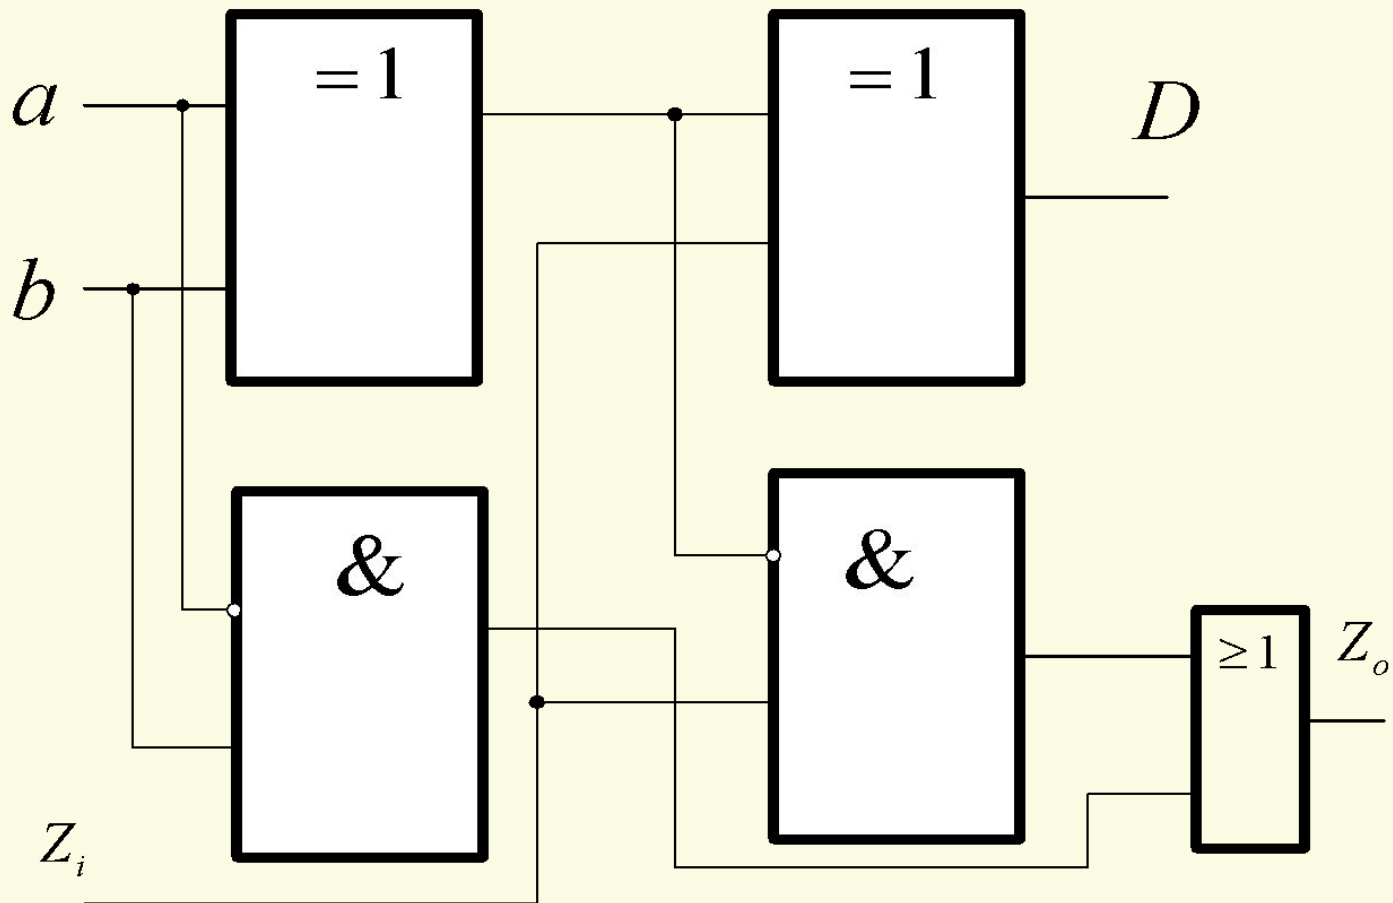 = 1
= 1
a
D
b
&
&
≥ 1
Z_o
Z_i